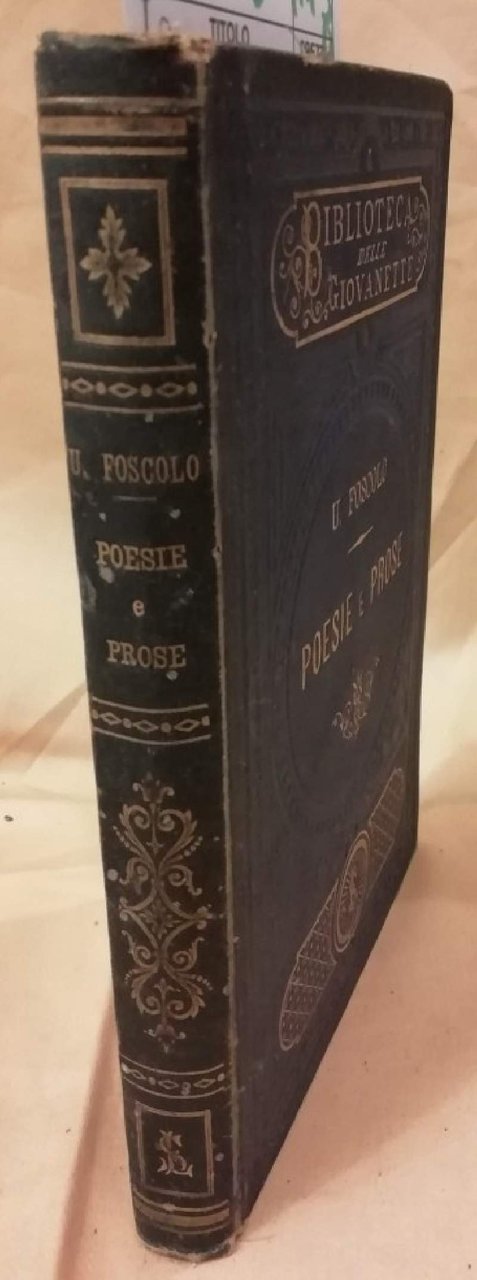 TITOLO
U. FOSCOLO
POESIE
e
PROSE
BIBLIOTECA
DELLE
GIOVANETTE
U. FOSCOLO
POESIE E PROSE